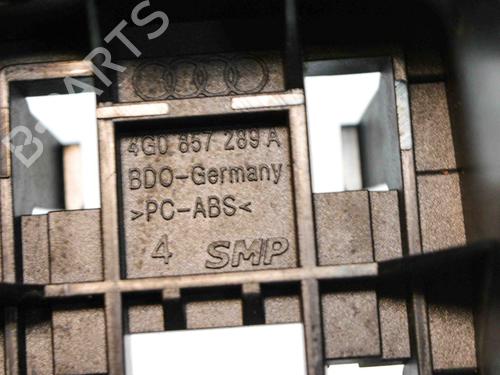 B-PARTS
4G0 857 289 A
BDO-Germany
>PC-ABS<
4 SMP